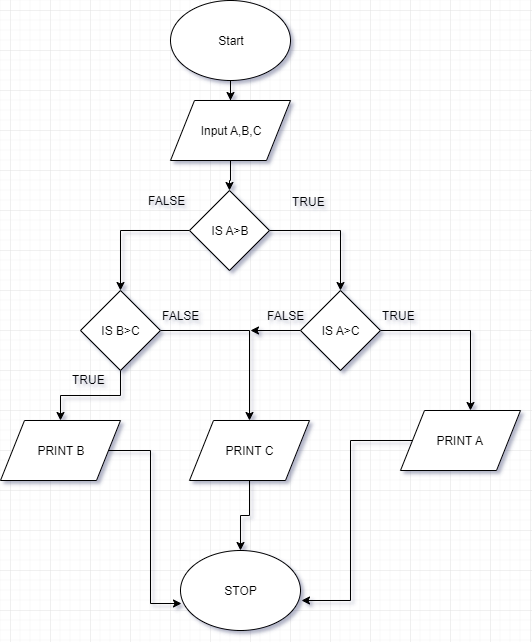 Start
Input A,B,C
FALSE
TRUE
IS A>B
IS B>C
FALSE
FALSE
IS A>C
TRUE
TRUE
PRINT B
PRINT C
PRINT A
STOP